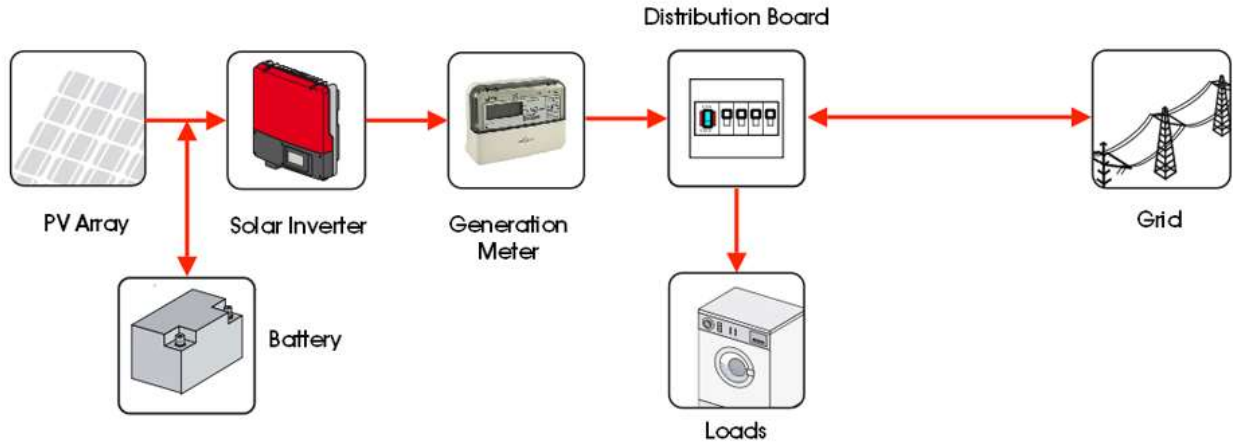 Distribution Board
PV Array
Solar Inverter
Generation
Meter
Grid
Battery
Loads